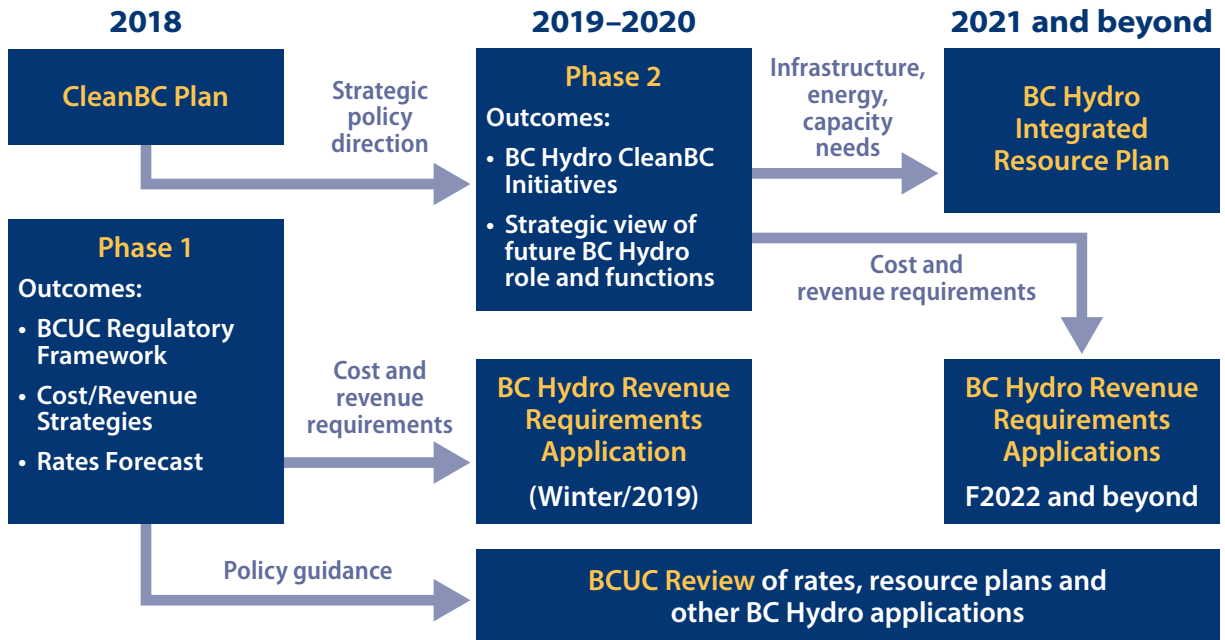 2018
2019–2020
2021 and beyond
CleanBC Plan
Strategic
policy
direction
Phase 2
Outcomes:
• BC Hydro CleanBC
Initiatives
• Strategic view of
future BC Hydro
role and functions
Infrastructure,
energy,
capacity
needs
BC Hydro
Integrated
Resource Plan
Phase 1
Outcomes:
• BCUC Regulatory
Framework
• Cost/Revenue
Strategies
• Rates Forecast
Cost and
revenue requirements
Cost and
revenue
requirements
BC Hydro Revenue
Requirements
Application
(Winter/2019)
BC Hydro Revenue
Requirements
Applications
F2022 and beyond
Policy guidance
BCUC Review of rates, resource plans and
other BC Hydro applications